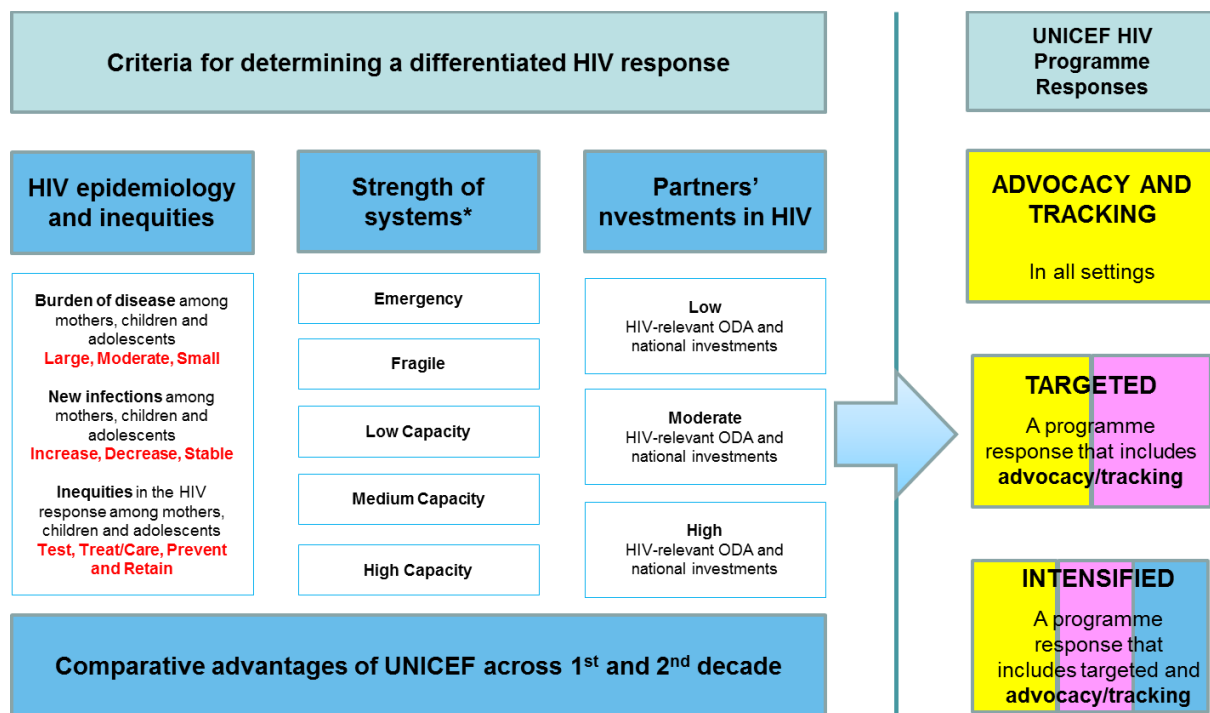 Criteria for determining a differentiated HIV response
HIV epidemiology
and inequities
Burden of disease among
mothers, children and
adolescents
Large, Moderate, Small
New infections among
mothers, children and
adolescents
Increase, Decrease, Stable
Inequities in the HIV
response among mothers,
children and adolescents
Test, Treat/Care, Prevent
and Retain
Strength of
systems*
Emergency
Fragile
Low Capacity
Medium Capacity
High Capacity
Partners’
nvestments in HIV
Low
HIV-relevant ODA and
national investments
Moderate
HIV-relevant ODA and
national investments
High
HIV-relevant ODA and
national investments
Comparative advantages of UNICEF across 1st and 2nd decade
UNICEF HIV
Programme
Responses
ADVOCACY AND
TRACKING
In all settings
TARGETED
A programme
response that includes
advocacy/tracking
INTENSIFIED
A programme
response that
includes targeted and
advocacy/tracking